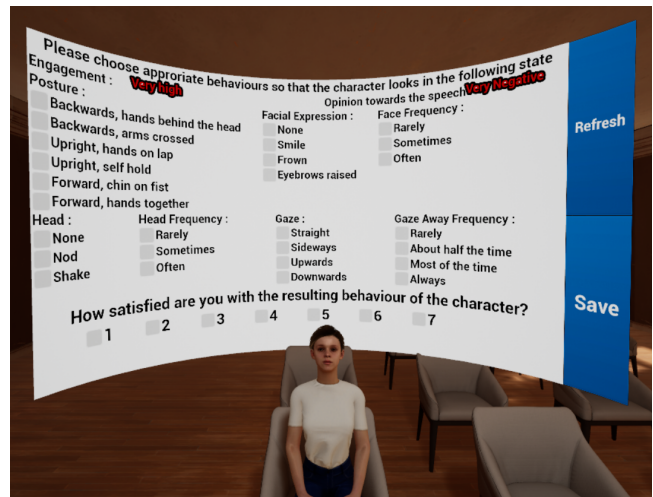 Please choose approriate behaviours so that the character looks in the following state
Engagement : Very high
Opinion towards the speech Very Negative
Posture :
Backwards, hands behind the head
Backwards, arms crossed
Upright, hands on lap
Upright, self hold
Forward, chin on fist
Forward, hands together
Facial Expression :
None
Smile
Frown
Eyebrows raised
Face Frequency :
Rarely
Sometimes
Often
Head :
None
Nod
Shake
Head Frequency :
Rarely
Sometimes
Often
Gaze :
Straight
Sideways
Upwards
Downwards
Gaze Away Frequency :
Rarely
About half the time
Most of the time
Always
How satisfied are you with the resulting behaviour of the character?
1 2 3 4 5 6 7
Refresh
Save